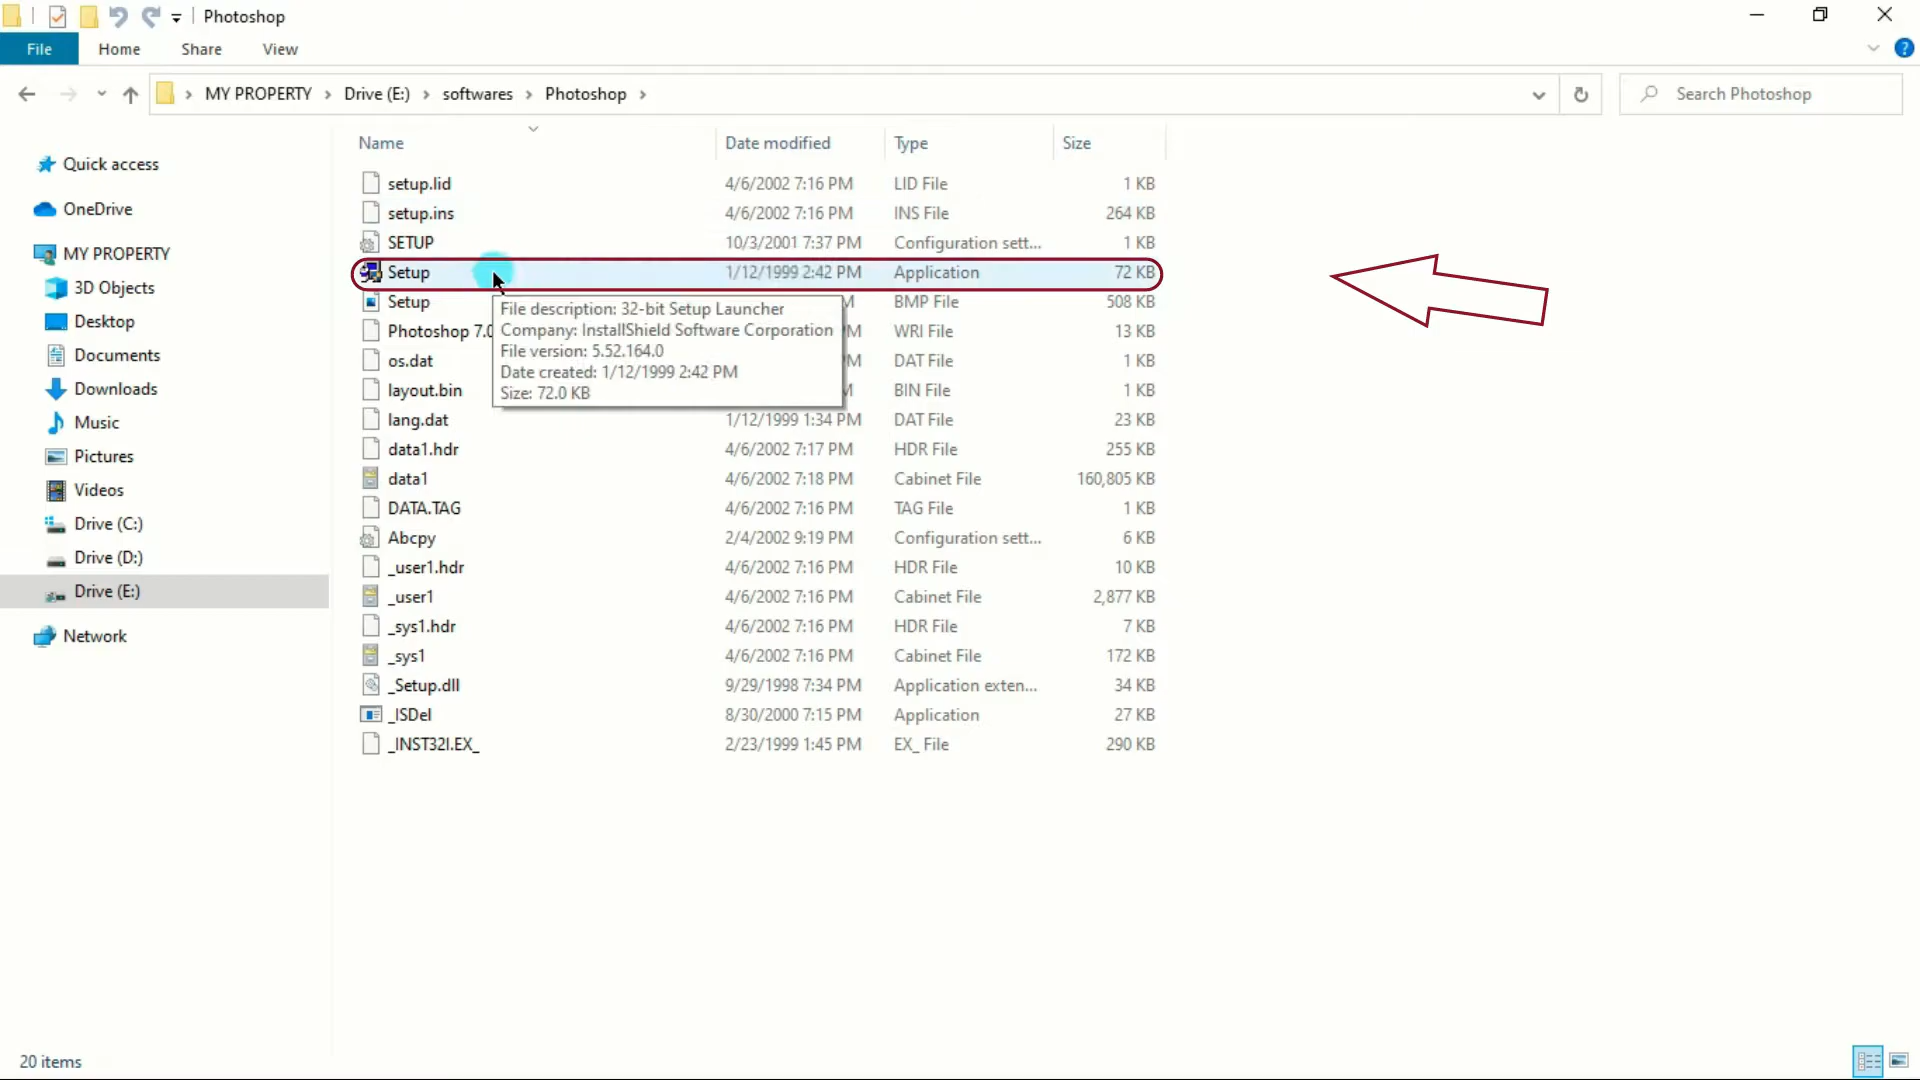 Photoshop
File Home Share View
MY PROPERTY > Drive (E:) > softwares > Photoshop >
Search Photoshop
Name Date modified Type Size
Quick access
OneDrive
MY PROPERTY
3D Objects
Desktop
Documents
Downloads
Music
Pictures
Videos
Drive (C:)
Drive (D:)
Drive (E:)
Network
setup.lid 4/6/2002 7:16 PM LID File 1 KB
setup.ins 4/6/2002 7:16 PM INS File 264 KB
SETUP 10/3/2001 7:37 PM Configuration sett... 1 KB
Setup 1/12/1999 2:42 PM Application 72 KB
Setup BMP File 508 KB
Photoshop 7.0 WRI File 13 KB
os.dat DAT File 1 KB
layout.bin BIN File 1 KB
File description: 32-bit Setup Launcher
Company: InstallShield Software Corporation
File version: 5.52.164.0
Date created: 1/12/1999 2:42 PM
Size: 72.0 KB
lang.dat 1/12/1999 1:34 PM DAT File 23 KB
data1.hdr 4/6/2002 7:17 PM HDR File 255 KB
data1 4/6/2002 7:18 PM Cabinet File 160,805 KB
DATA.TAG 4/6/2002 7:16 PM TAG File 1 KB
Abcpy 2/4/2002 9:19 PM Configuration sett... 6 KB
_user1.hdr 4/6/2002 7:16 PM HDR File 10 KB
_user1 4/6/2002 7:16 PM Cabinet File 2,877 KB
_sys1.hdr 4/6/2002 7:16 PM HDR File 7 KB
_sys1 4/6/2002 7:16 PM Cabinet File 172 KB
_Setup.dll 9/29/1998 7:34 PM Application exten... 34 KB
_ISDel 8/30/2000 7:15 PM Application 27 KB
_INST32I.EX_ 2/23/1999 1:45 PM EX_ File 290 KB
20 items